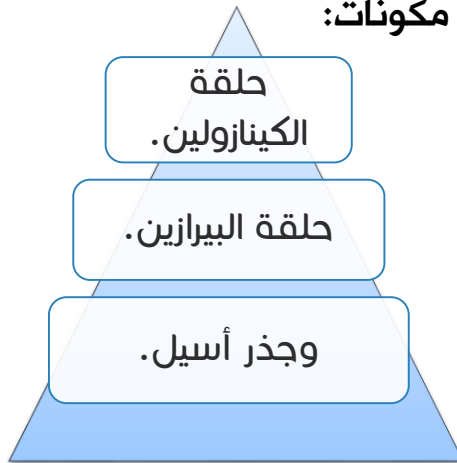 مكونات:
حلقة
الكينازولين.
حلقة البيرازين.
وجذر أسيل.